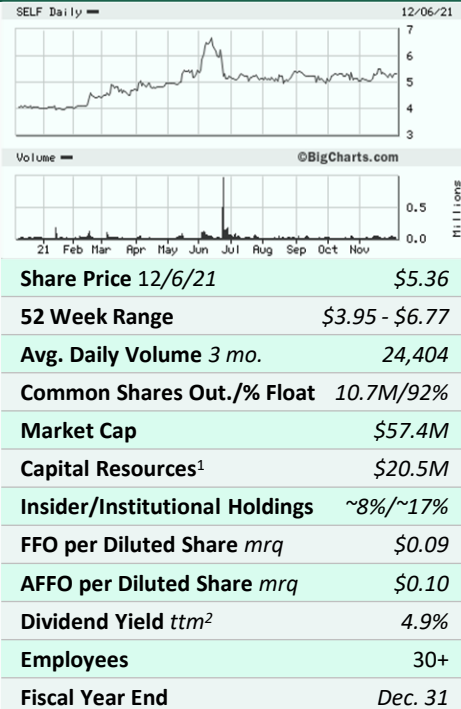 SELF Daily 12/06/21
7
6
5
4
3
Volume ©BigCharts.com
0.5
0.0
Millions
21 Feb Mar Apr May Jun Jul Aug Sep Oct Nov
Share Price 12/6/21 $5.36
52 Week Range $3.95 - $6.77
Avg. Daily Volume 3 mo. 24,404
Common Shares Out./% Float 10.7M/92%
Market Cap $57.4M
Capital Resources¹ $20.5M
Insider/Institutional Holdings ~8%/~17%
FFO per Diluted Share mrq $0.09
AFFO per Diluted Share mrq $0.10
Dividend Yield ttm² 4.9%
Employees 30+
Fiscal Year End Dec. 31